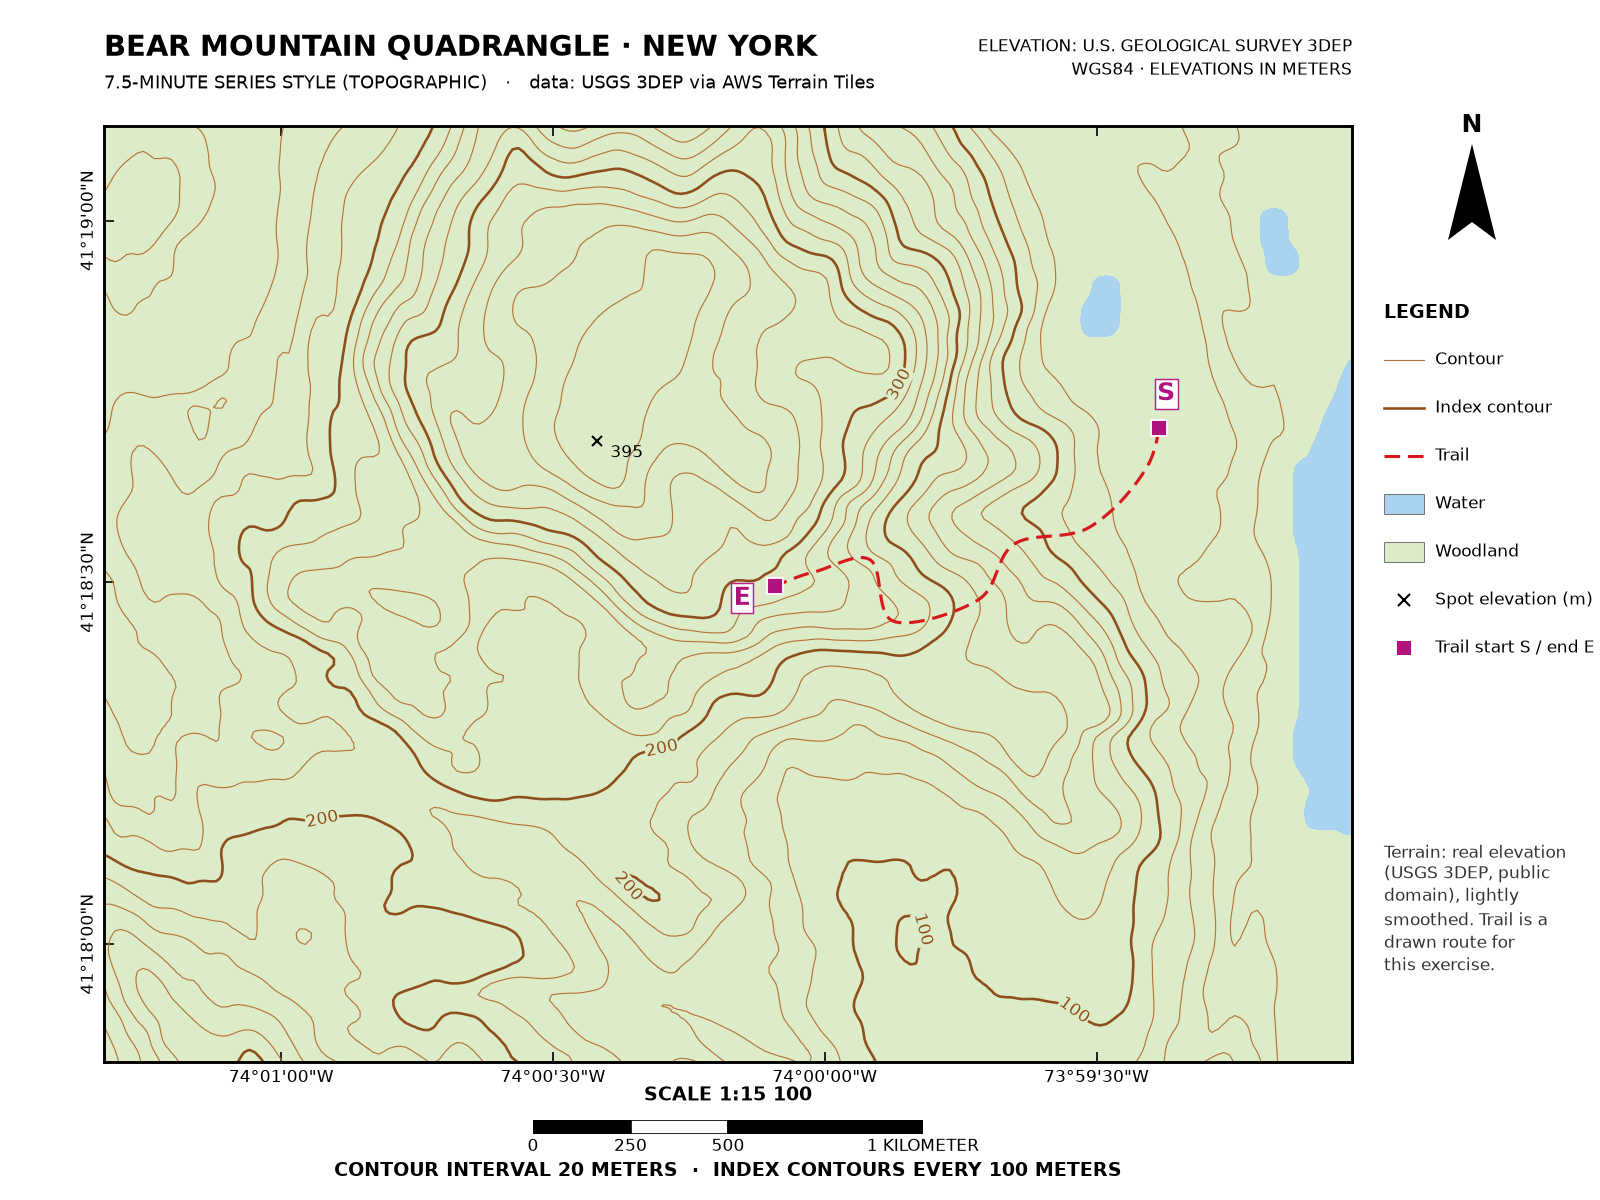 BEAR MOUNTAIN QUADRANGLE · NEW YORK
7.5-MINUTE SERIES STYLE (TOPOGRAPHIC) · data: USGS 3DEP via AWS Terrain Tiles
ELEVATION: U.S. GEOLOGICAL SURVEY 3DEP
WGS84 · ELEVATIONS IN METERS
41°19'00"N
41°18'30"N
41°18'00"N
300
S
395
E
200
200
200
100
100
74°01'00"W
74°00'30"W
74°00'00"W
73°59'30"W
N
LEGEND
Contour
Index contour
Trail
Water
Woodland
Spot elevation (m)
Trail start S / end E
Terrain: real elevation
(USGS 3DEP, public
domain), lightly
smoothed. Trail is a
drawn route for
this exercise.
SCALE 1:15 100
0 250 500 1 KILOMETER
CONTOUR INTERVAL 20 METERS · INDEX CONTOURS EVERY 100 METERS